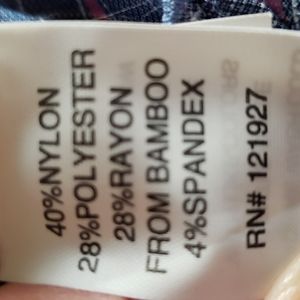 40%NYLON
28%POLYESTER
28%RAYON
FROM BAMBOO
4%SPANDEX
RN# 121927